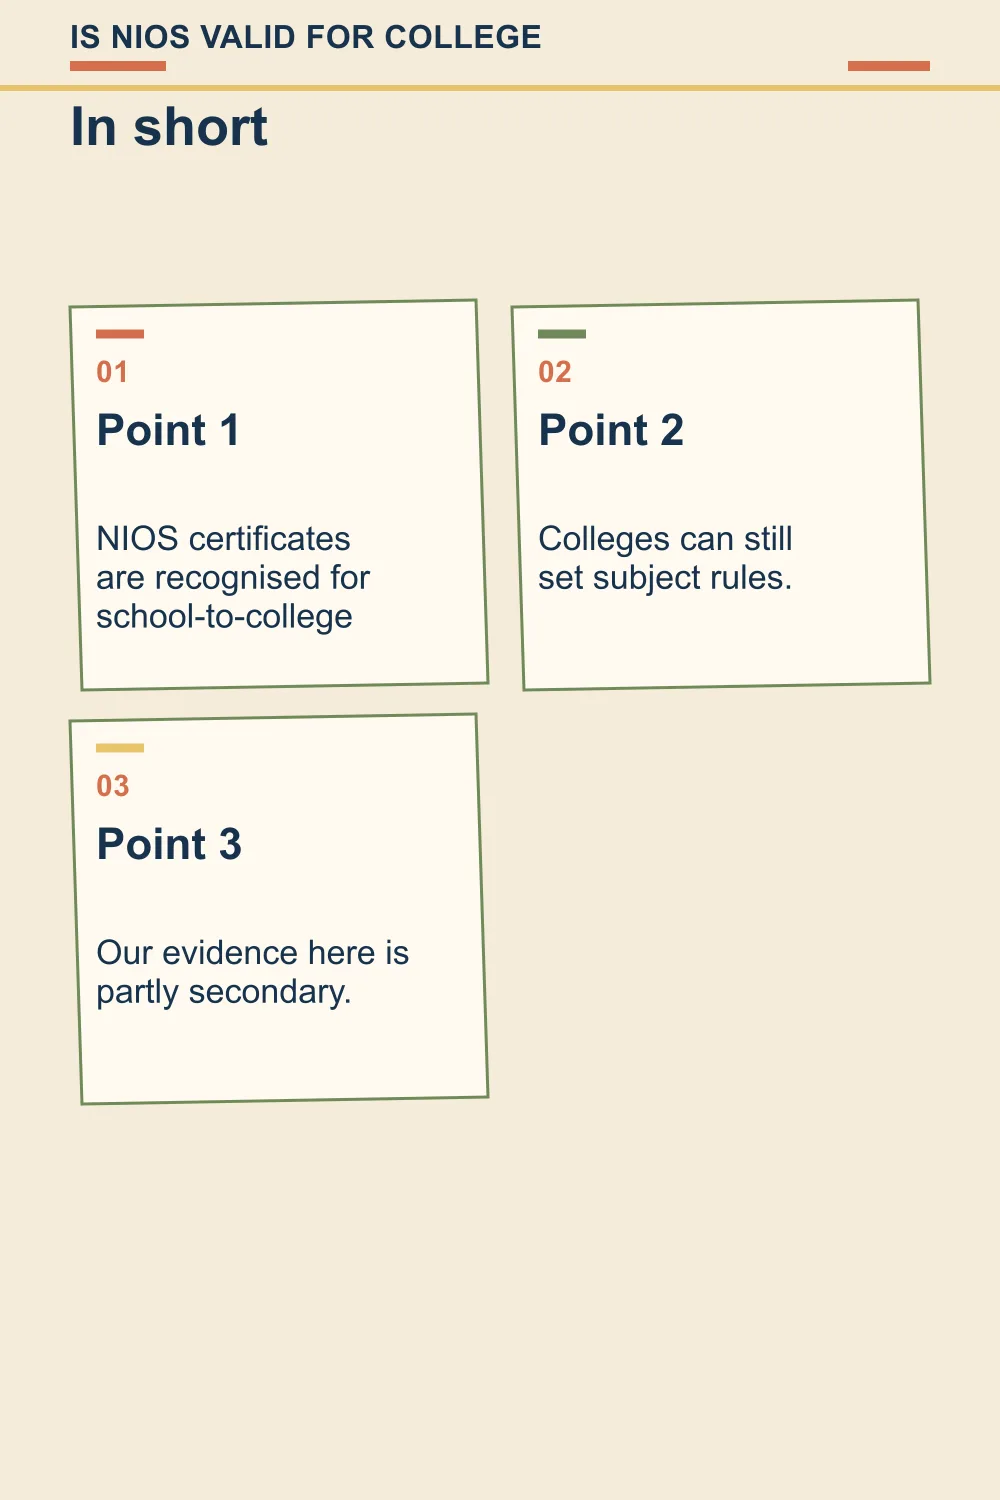 IS NIOS VALID FOR COLLEGE
In short
01
Point 1
NIOS certificates
are recognised for
school-to-college
02
Point 2
Colleges can still
set subject rules.
03
Point 3
Our evidence here is
partly secondary.